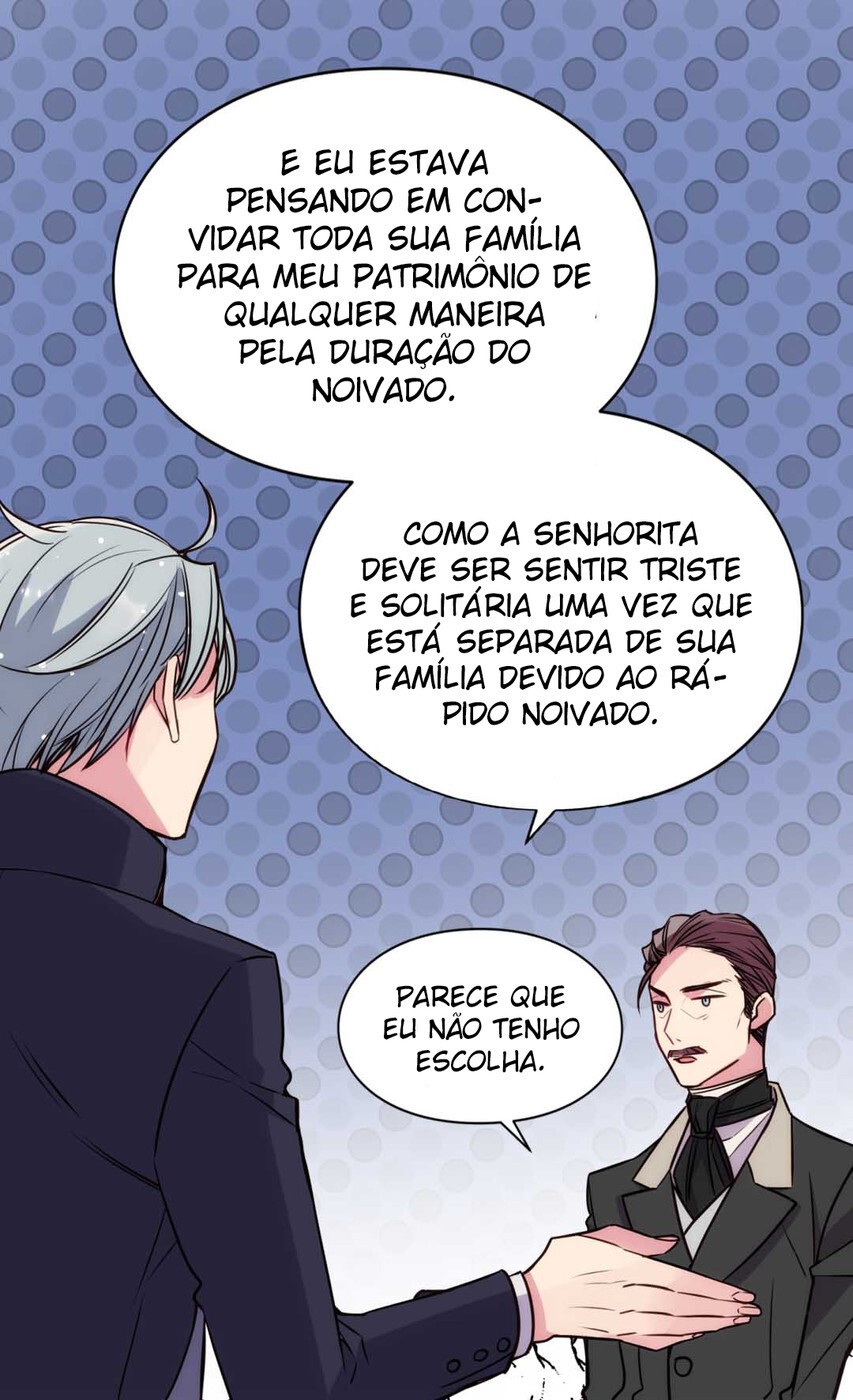 E EU ESTAVA
PENSANDO EM CON-
VIDAR TODA SUA FAMÍLIA
PARA MEU PATRIMÔNIO DE
QUALQUER MANEIRA
PELA DURAÇÃO DO
NOIVADO.
COMO A SENHORITA
DEVE SER SENTIR TRISTE
E SOLITÁRIA UMA VEZ QUE
ESTÁ SEPARADA DE SUA
FAMÍLIA DEVIDO AO RÁ-
PIDO NOIVADO.
PARECE QUE
EU NÃO TENHO
ESCOLHA.